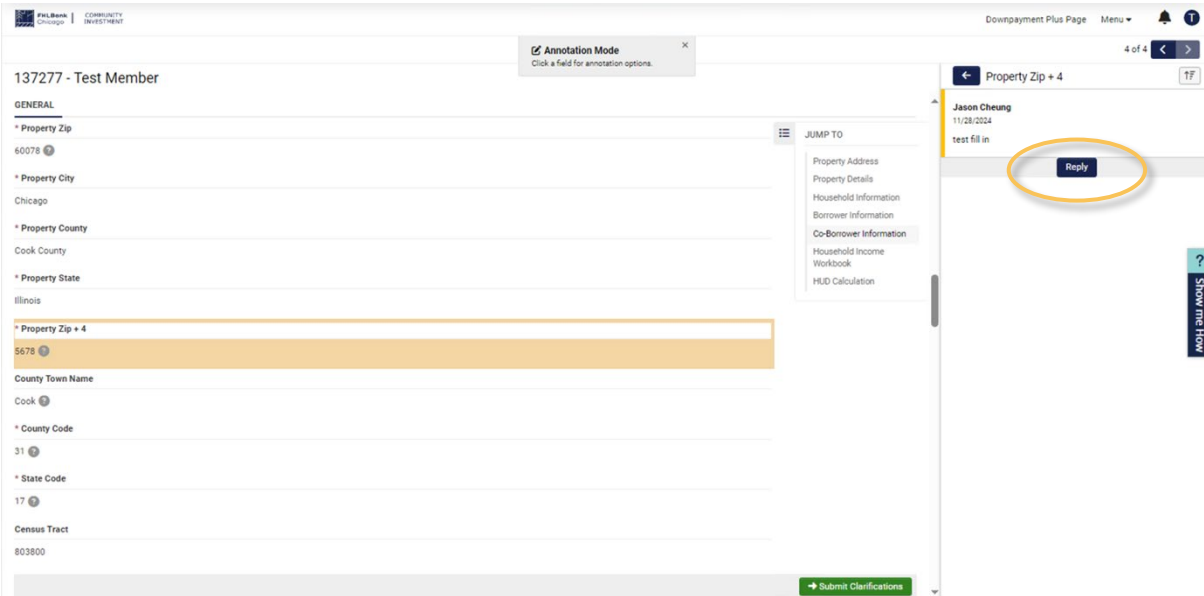 FHLBank Chicago | COMMUNITY INVESTMENT
Downpayment Plus Page Menu T
Annotation Mode ×
Click a field for annotation options.
4 of 4
137277 - Test Member
GENERAL
* Property Zip
60078 ?
* Property City
Chicago
* Property County
Cook County
* Property State
Illinois
* Property Zip + 4
5678 ?
County Town Name
Cook ?
* County Code
31 ?
* State Code
17 ?
Census Tract
803800
JUMP TO
Property Address
Property Details
Household Information
Borrower Information
Co-Borrower Information
Household Income
Workbook
HUD Calculation
Submit Clarifications
Property Zip + 4
Jason Cheung
11/28/2024
test fill in
Reply
? Show me How